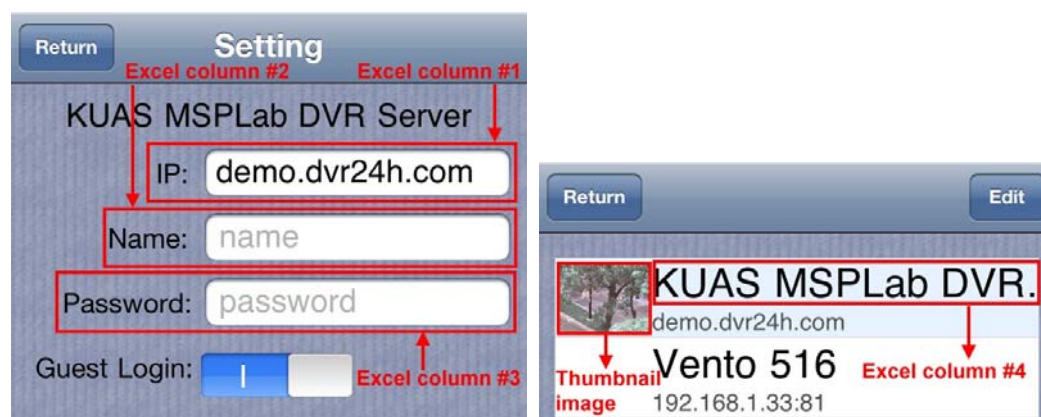 Return Setting
Excel column #2 Excel column #1
KUAS MSPLab DVR Server
IP: demo.dvr24h.com
Name: name
Password: password
Guest Login:
Excel column #3
Return Edit
KUAS MSPLab DVR.
demo.dvr24h.com
Vento 516
Thumbnail image
Excel column #4
192.168.1.33:81